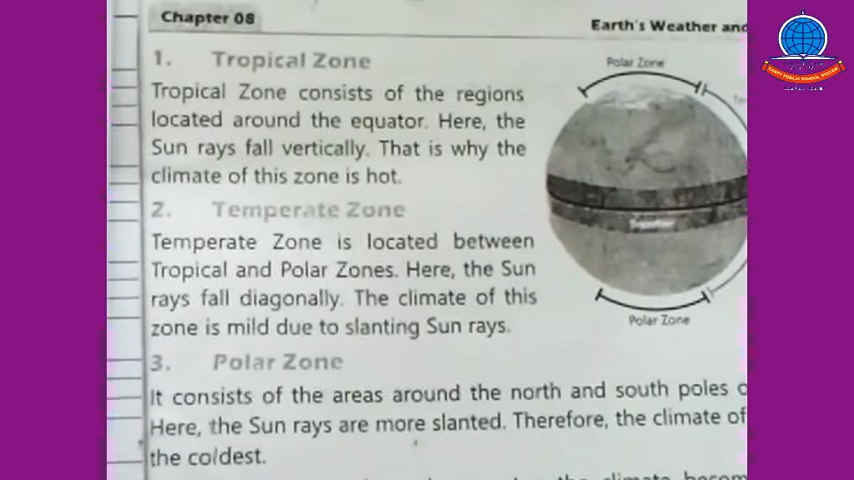 Chapter 08
Earth's Weather and
1. Tropical Zone
Tropical Zone consists of the regions
located around the equator. Here, the
Sun rays fall vertically. That is why the
climate of this zone is hot.
2. Temperate Zone
Temperate Zone is located between
Tropical and Polar Zones. Here, the Sun
rays fall diagonally. The climate of this
zone is mild due to slanting Sun rays.
3. Polar Zone
It consists of the areas around the north and south poles
Here, the Sun rays are more slanted. Therefore, the climate of
the coldest.
the climate
Polar Zone
Polar Zone